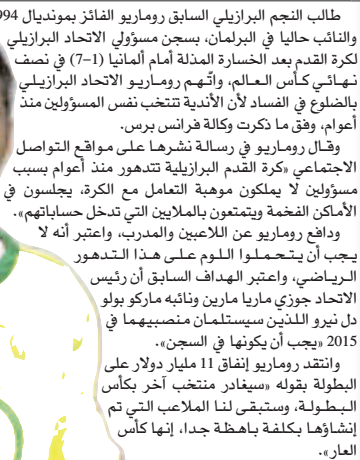 طالب النجم البرازيلي السابق روماريو الفائز بمونديال 1994
والنائب حاليا في البرلمان، بسجن مسؤولي الاتحاد البرازيلي
لكرة القدم بعد الخسارة المذلة أمام ألمانيا (1–7) في نصف
نهائي كأس العالم، واتّهم روماريو الاتحاد البرازيلي
بالضلوع في الفساد لأن الأندية تنتخب نفس المسؤولين منذ
أعوام، وفق ما ذكرت وكالة فرانس برس.
وقال روماريو في رسالة نشرها على مواقع التواصل
الاجتماعي «كرة القدم البرازيلية تتدهور منذ أعوام بسبب
مسؤولين لا يملكون موهبة التعامل مع الكرة، يجلسون في
الأماكن الفخمة ويتمتعون بالملايين التي تدخل حساباتهم».
ودافع روماريو عن اللاعبين والمدرب، واعتبر أنه لا
يجب أن يتحملوا اللوم على هذا التدهور
الرياضي، واعتبر الهداف السابق أن رئيس
الاتحاد جوزي ماريا مارين ونائبه ماركو بولو
دل نيرو اللذين سيستلمان منصبيهما في
2015 «يجب أن يكونها في السجن».
وانتقد روماريو إنفاق 11 مليار دولار على
البطولة بقوله «سيغادر منتخب آخر بكأس
البطولة، وستبقى لنا الملاعب التي تم
إنشاؤها بكلفة باهظة جدا، إنها كأس
العار».